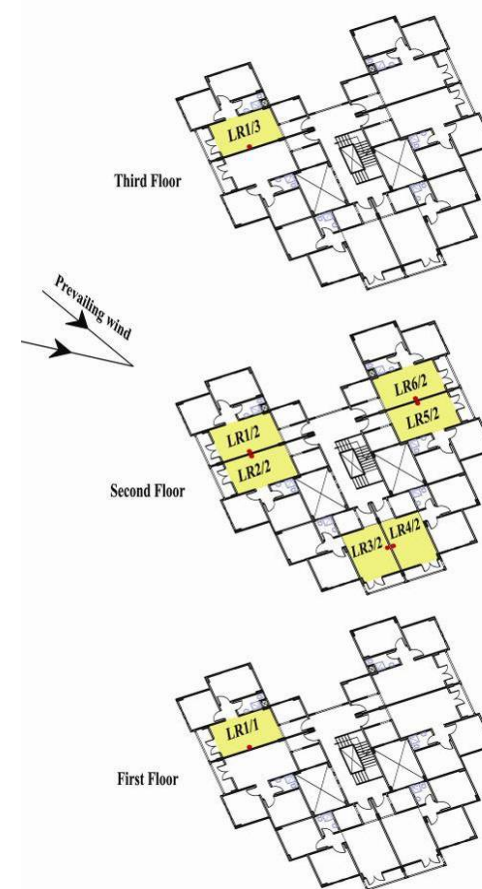 LR1/3
Third Floor
Prevailing wind
LR6/2
LR5/2
LR1/2
LR2/2
Second Floor
LR3/2
LR4/2
LR1/1
First Floor